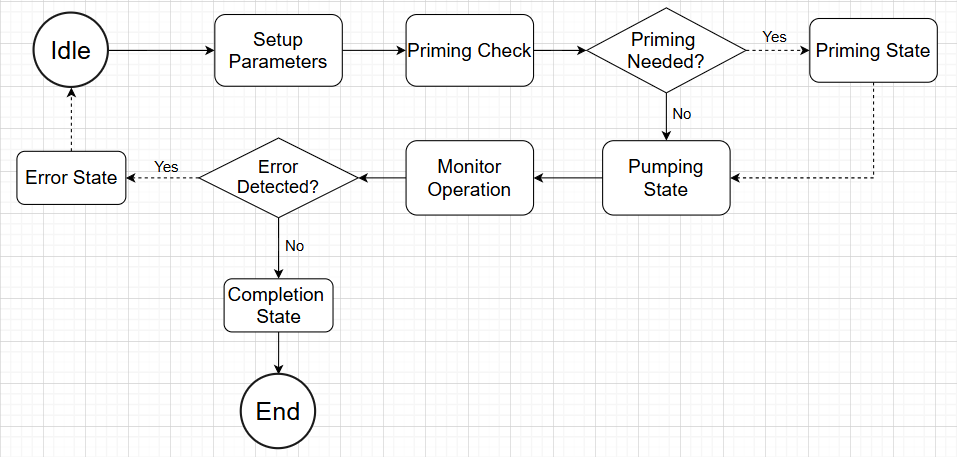 Idle
Setup
Parameters
Priming Check
Priming
Needed?
Yes
Priming State
No
Pumping
State
Monitor
Operation
Error
Detected?
Yes
Error State
No
Completion
State
End